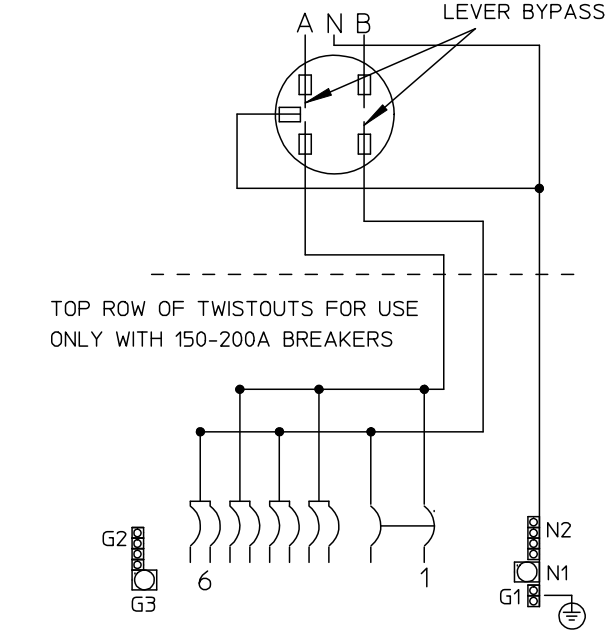 LEVER BYPASS
A N B
TOP ROW OF TWISTOUTS FOR USE
ONLY WITH 150-200A BREAKERS
G2
N2
N1
G3
6
1
G1